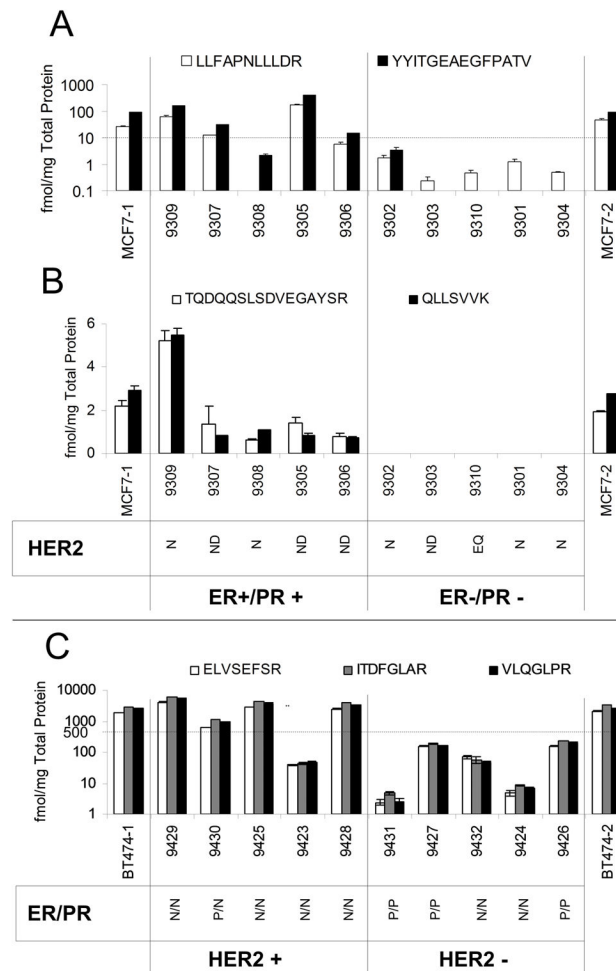 A
LLFAPNLLLDR YYITGEAEGFPATV
fmol/mg Total Protein
1000
100
10
1
0.1
MCF7-1 9309 9307 9308 9305 9306 9302 9303 9310 9301 9304 MCF7-2
B
TQDQQSLSDVEGAYSR QLLSVVK
fmol/mg Total Protein
6
4
2
0
MCF7-1 9309 9307 9308 9305 9306 9302 9303 9310 9301 9304 MCF7-2
HER2 N ND N ND ND N ND EQ N N
ER+/PR + ER-/PR -
C
ELVSEFSR ITDFGLAR VLQGLPR
fmol/mg Total Protein
10000
1000
500
100
10
1
BT474-1 9429 9430 9425 9423 9428 9431 9427 9432 9424 9426 BT474-2
ER/PR N/N P/N N/N N/N N/N P/P P/P N/N N/N P/P
HER2 + HER2 -